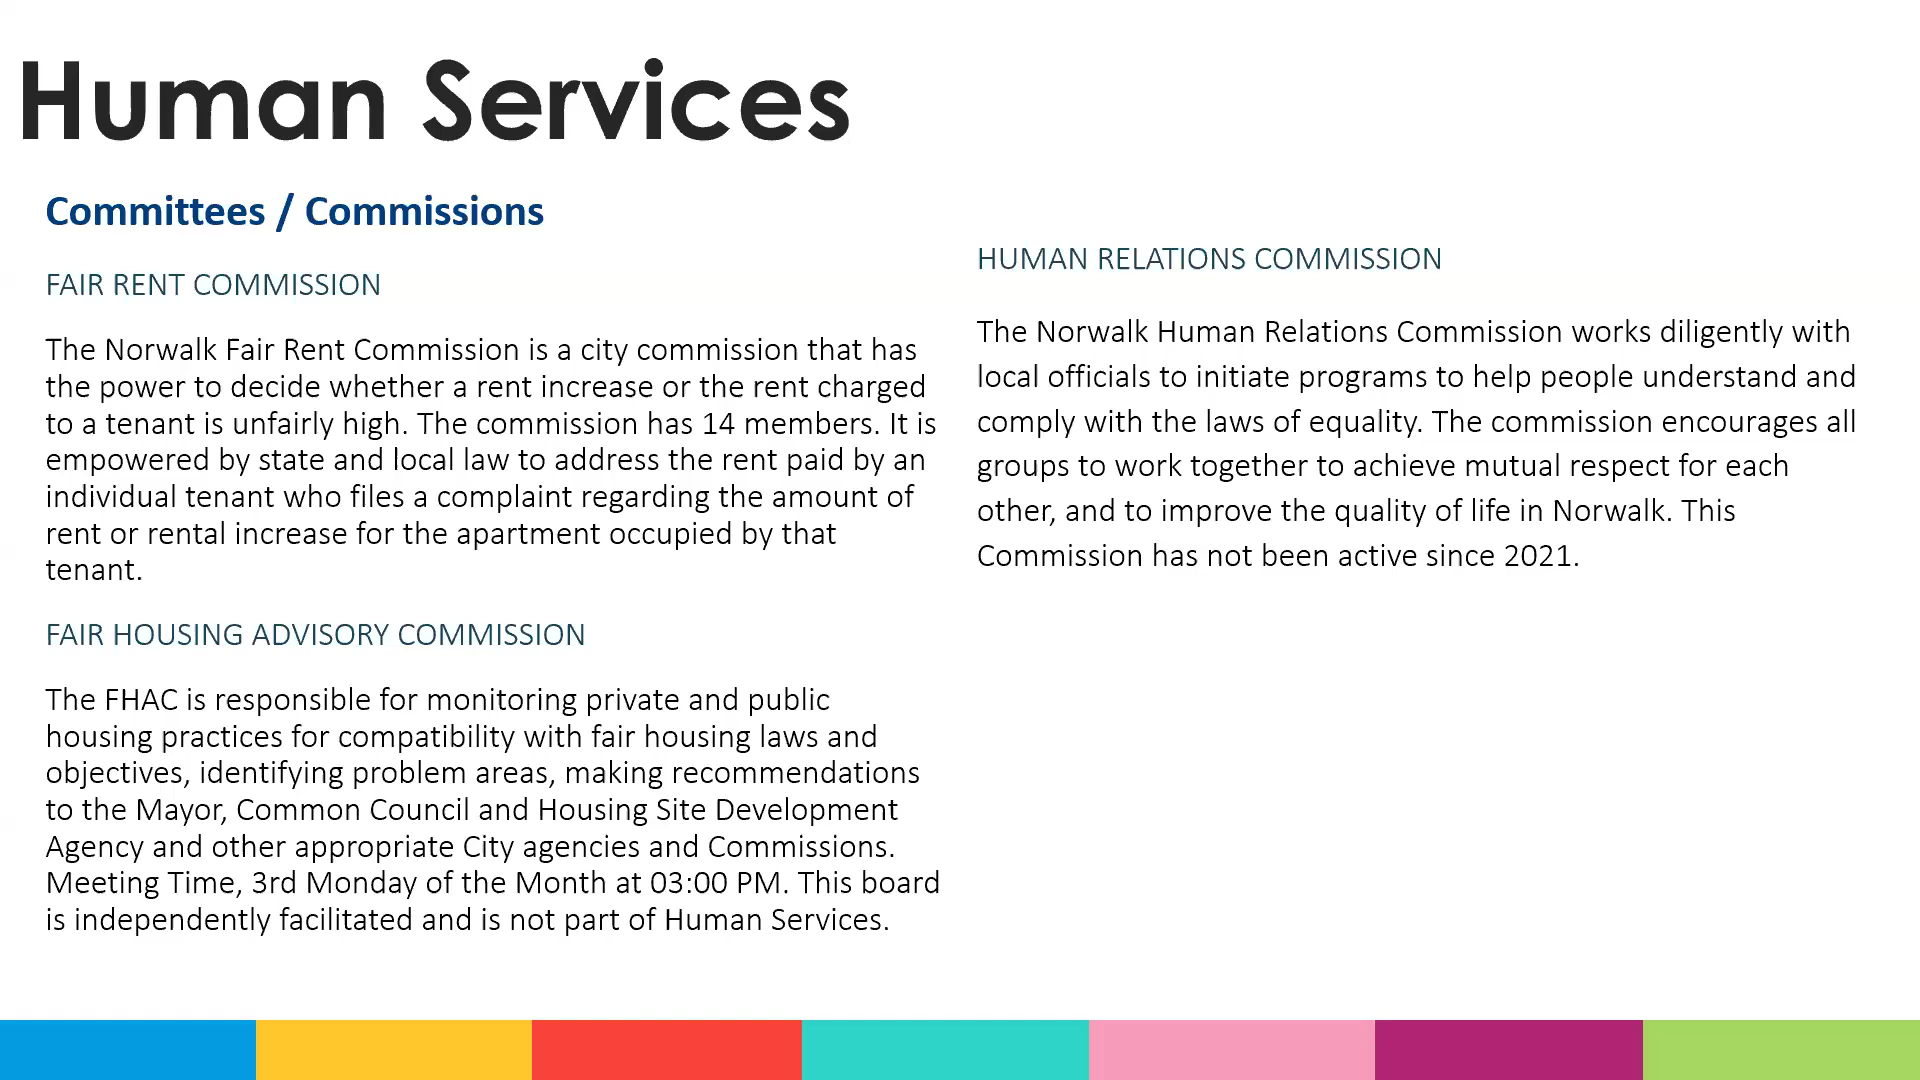 Human Services
Committees / Commissions
FAIR RENT COMMISSION
The Norwalk Fair Rent Commission is a city commission that has
the power to decide whether a rent increase or the rent charged
to a tenant is unfairly high. The commission has 14 members. It is
empowered by state and local law to address the rent paid by an
individual tenant who files a complaint regarding the amount of
rent or rental increase for the apartment occupied by that
tenant.
FAIR HOUSING ADVISORY COMMISSION
The FHAC is responsible for monitoring private and public
housing practices for compatibility with fair housing laws and
objectives, identifying problem areas, making recommendations
to the Mayor, Common Council and Housing Site Development
Agency and other appropriate City agencies and Commissions.
Meeting Time, 3rd Monday of the Month at 03:00 PM. This board
is independently facilitated and is not part of Human Services.
HUMAN RELATIONS COMMISSION
The Norwalk Human Relations Commission works diligently with
local officials to initiate programs to help people understand and
comply with the laws of equality. The commission encourages all
groups to work together to achieve mutual respect for each
other, and to improve the quality of life in Norwalk. This
Commission has not been active since 2021.